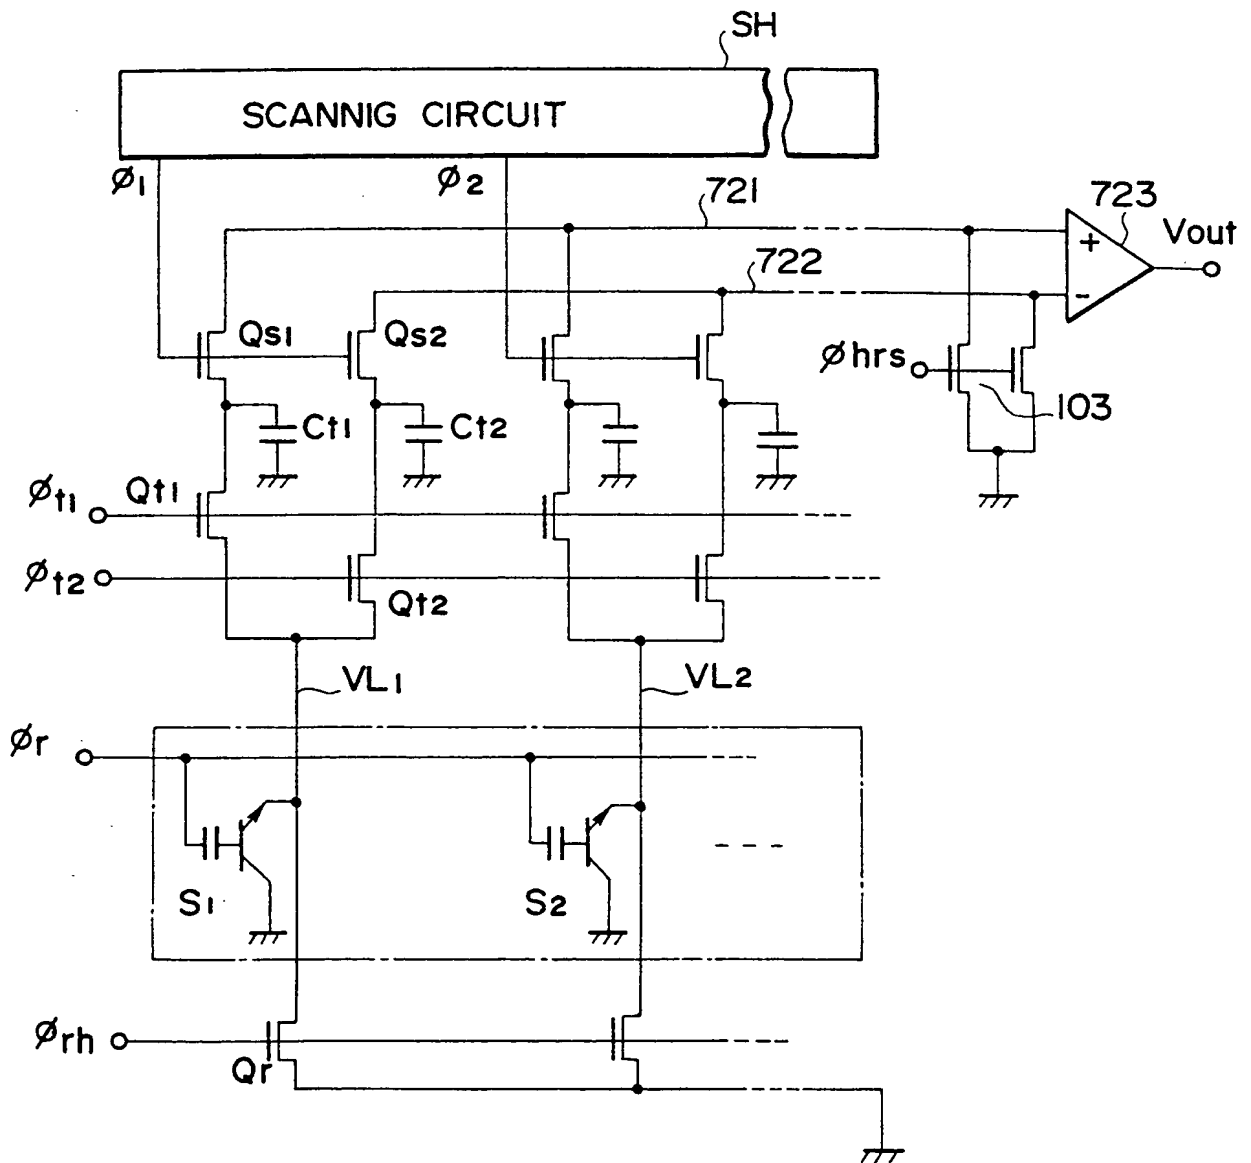 SH
SCANNIG CIRCUIT
Ø1
Ø2
721
723
Vout
722
+
-
Qs1
Qs2
Øhrs
103
Ct1
Ct2
Øt1
Qt1
Øt2
Qt2
VL1
VL2
Ør
S1
S2
Ørh
Qr